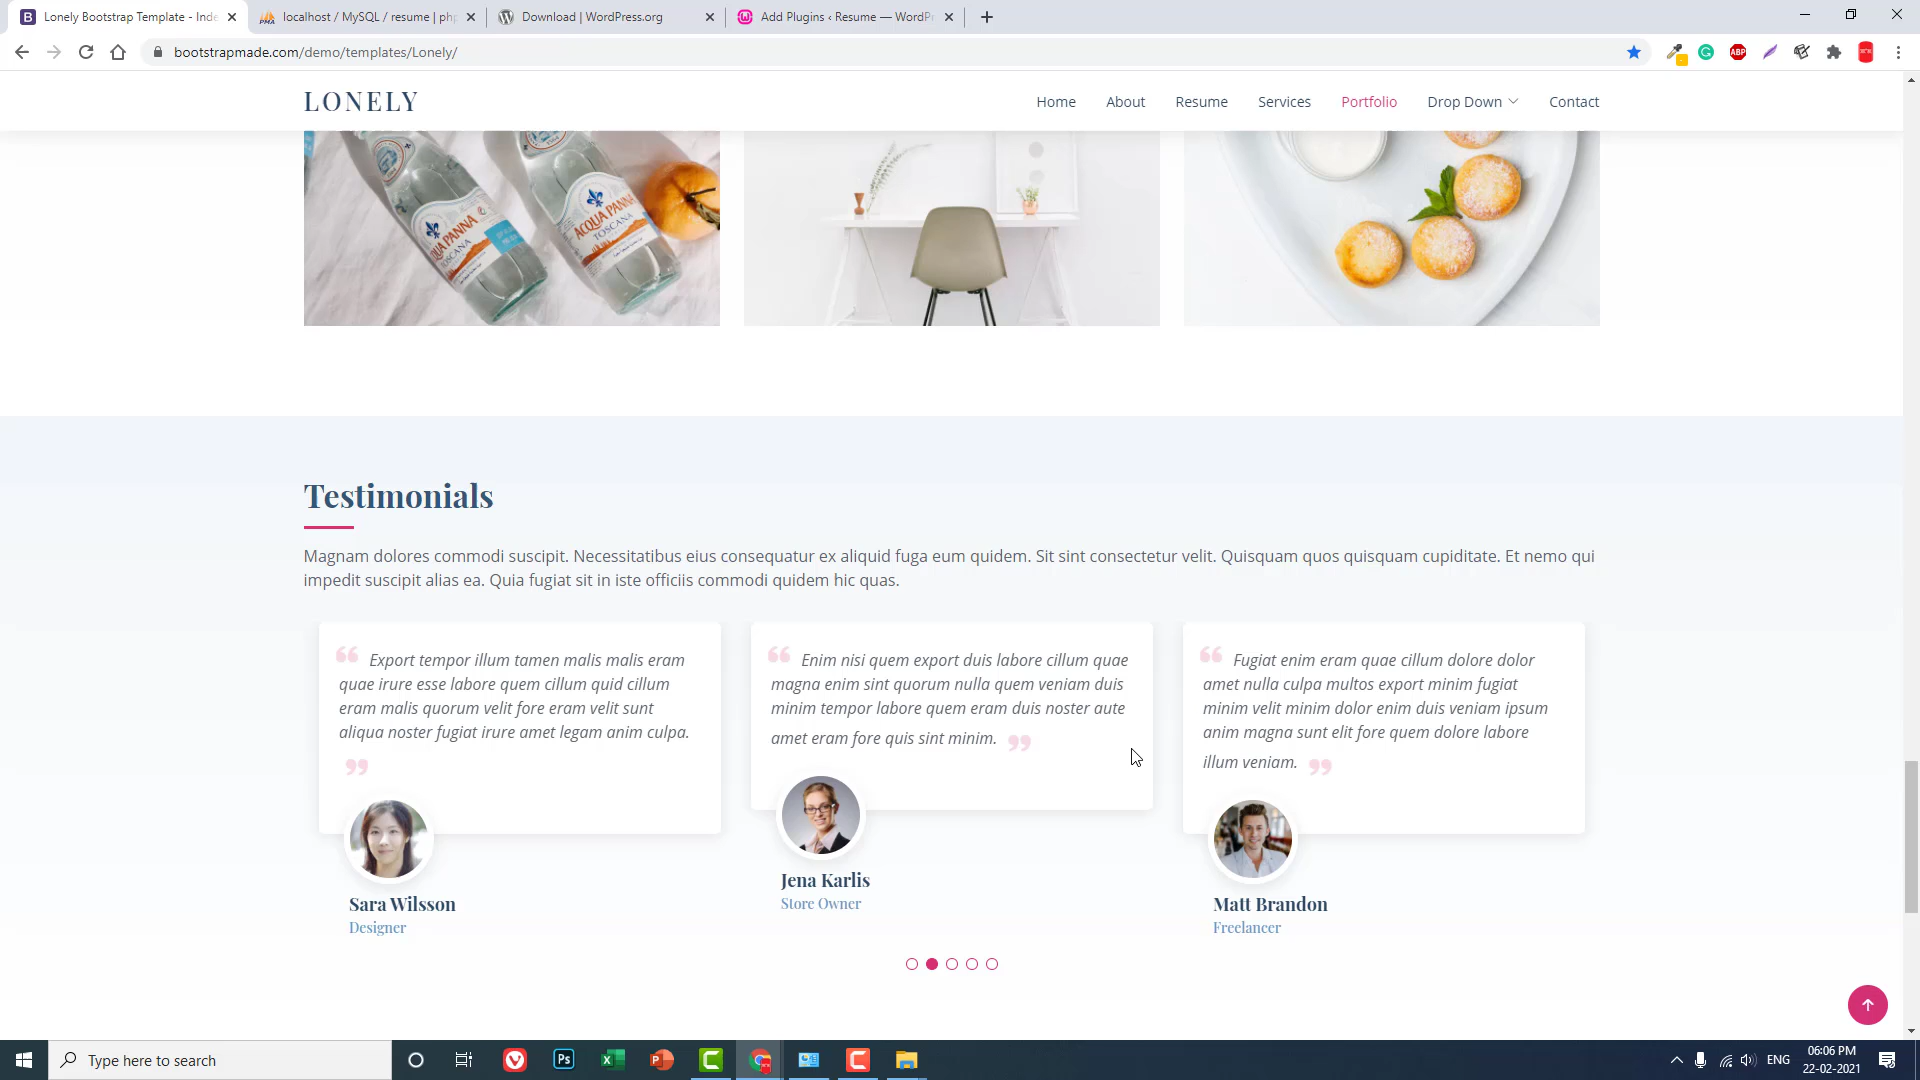 Lonely Bootstrap Template - Inde
localhost / MySQL / resume | php
Download | WordPress.org
Add Plugins ‹ Resume — WordPr
bootstrapmade.com/demo/templates/Lonely/
ABP
LONELY
Home
About
Resume
Services
Portfolio
Drop Down
Contact
ACQUA PANNA
TOSCANA
Testimonials
Magnam dolores commodi suscipit. Necessitatibus eius consequatur ex aliquid fuga eum quidem. Sit sint consectetur velit. Quisquam quos quisquam cupiditate. Et nemo qui
impedit suscipit alias ea. Quia fugiat sit in iste officiis commodi quidem hic quas.
Export tempor illum tamen malis malis eram
quae irure esse labore quem cillum quid cillum
eram malis quorum velit fore eram velit sunt
aliqua noster fugiat irure amet legam anim culpa.
Sara Wilsson
Designer
Enim nisi quem export duis labore cillum quae
magna enim sint quorum nulla quem veniam duis
minim tempor labore quem eram duis noster aute
amet eram fore quis sint minim.
Jena Karlis
Store Owner
Fugiat enim eram quae cillum dolore dolor
amet nulla culpa multos export minim fugiat
minim velit minim dolor enim duis veniam ipsum
anim magna sunt elit fore quem dolore labore
illum veniam.
Matt Brandon
Freelancer
Type here to search
Ps
ENG
06:06 PM
22-02-2021